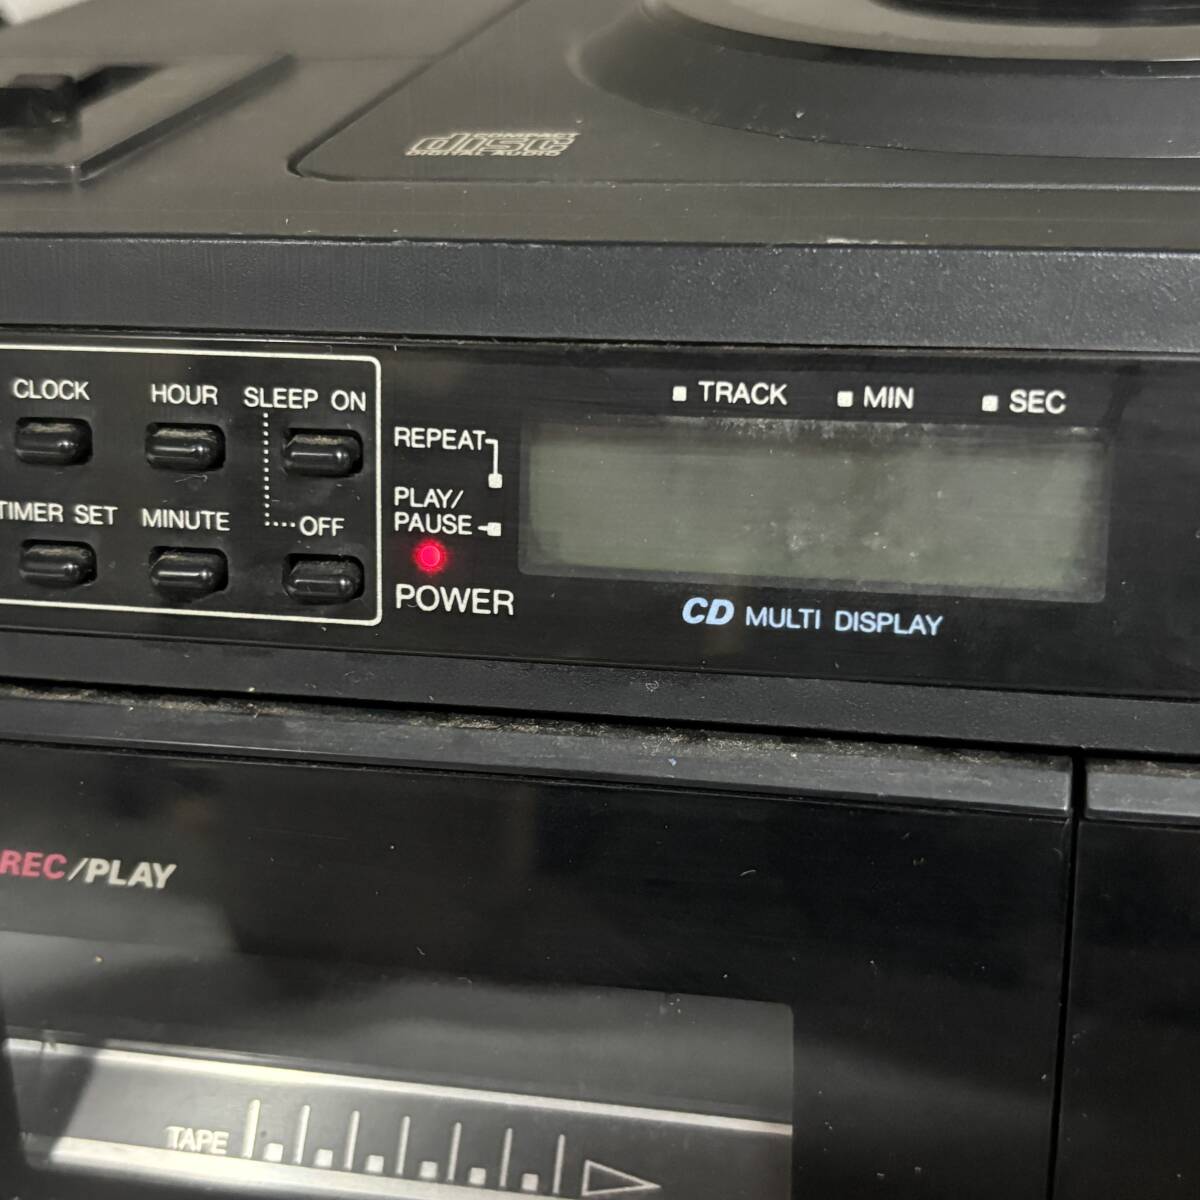 COMPACT
disc
DIGITAL AUDIO
CLOCK HOUR SLEEP ON
TIMER SET MINUTE OFF
REPEAT
PLAY/
PAUSE
POWER
TRACK MIN SEC
CD MULTI DISPLAY
REC/PLAY
TAPE